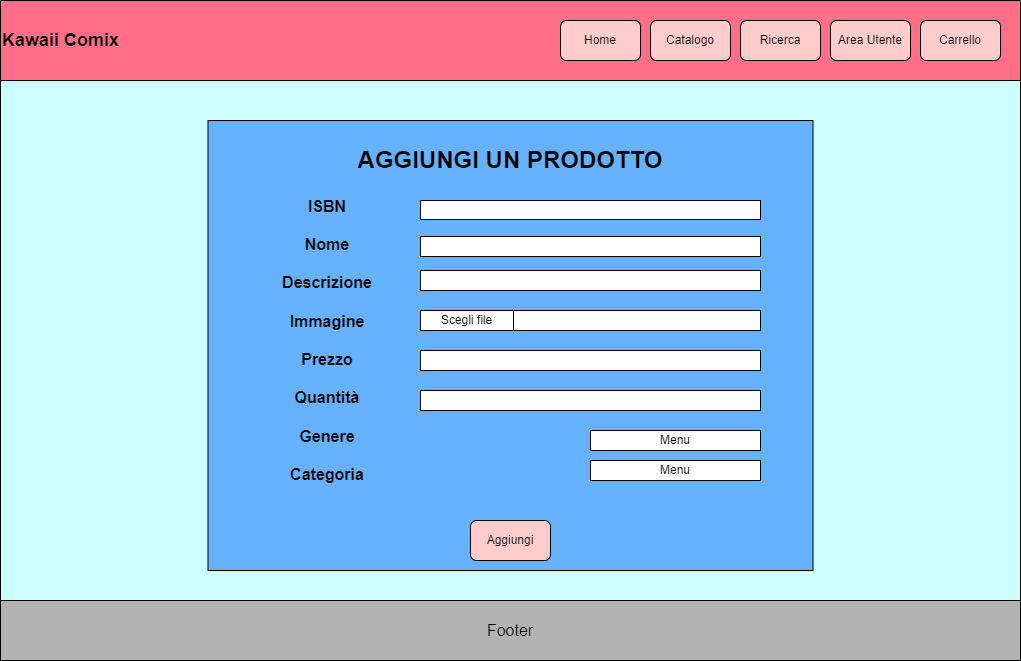 Kawaii Comix
Home
Catalogo
Ricerca
Area Utente
Carrello
AGGIUNGI UN PRODOTTO
ISBN
Nome
Descrizione
Immagine
Scegli file
Prezzo
Quantità
Genere
Menu
Categoria
Menu
Aggiungi
Footer